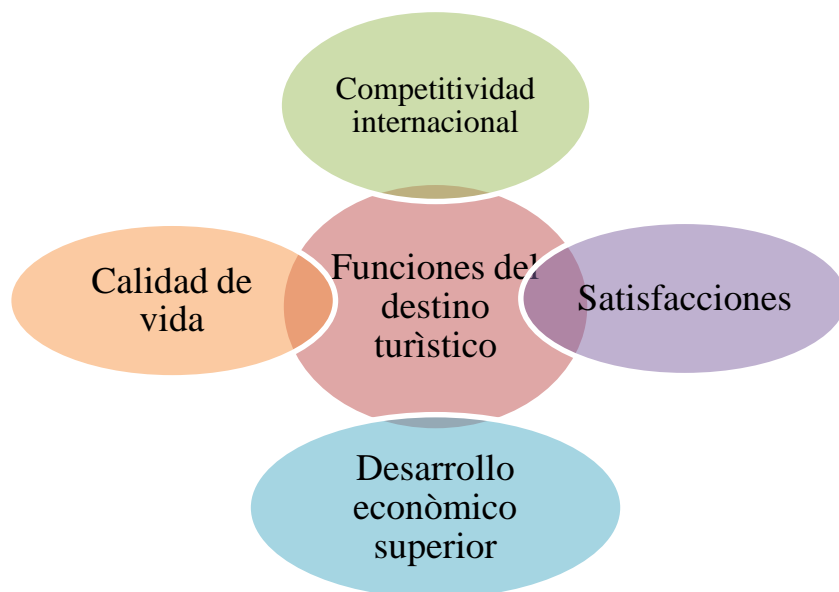 Competitividad
internacional
Calidad de
vida
Funciones del
destino
turìstico
Satisfacciones
Desarrollo
econòmico
superior